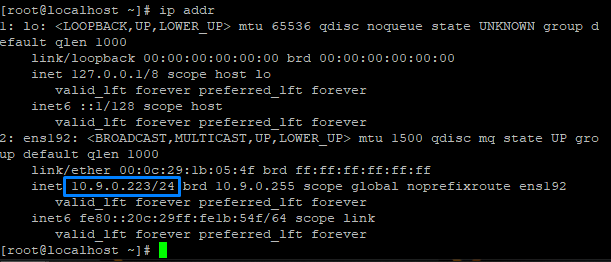 [root@localhost ~]# ip addr
1: lo: <LOOPBACK,UP,LOWER_UP> mtu 65536 qdisc noqueue state UNKNOWN group d
efault qlen 1000
    link/loopback 00:00:00:00:00:00 brd 00:00:00:00:00:00
    inet 127.0.0.1/8 scope host lo
       valid_lft forever preferred_lft forever
    inet6 ::1/128 scope host
       valid_lft forever preferred_lft forever
2: ens192: <BROADCAST,MULTICAST,UP,LOWER_UP> mtu 1500 qdisc mq state UP gro
up default qlen 1000
    link/ether 00:0c:29:1b:05:4f brd ff:ff:ff:ff:ff:ff
    inet 10.9.0.223/24 brd 10.9.0.255 scope global noprefixroute ens192
       valid_lft forever preferred_lft forever
    inet6 fe80::20c:29ff:fe1b:54f/64 scope link
       valid_lft forever preferred_lft forever
[root@localhost ~]#